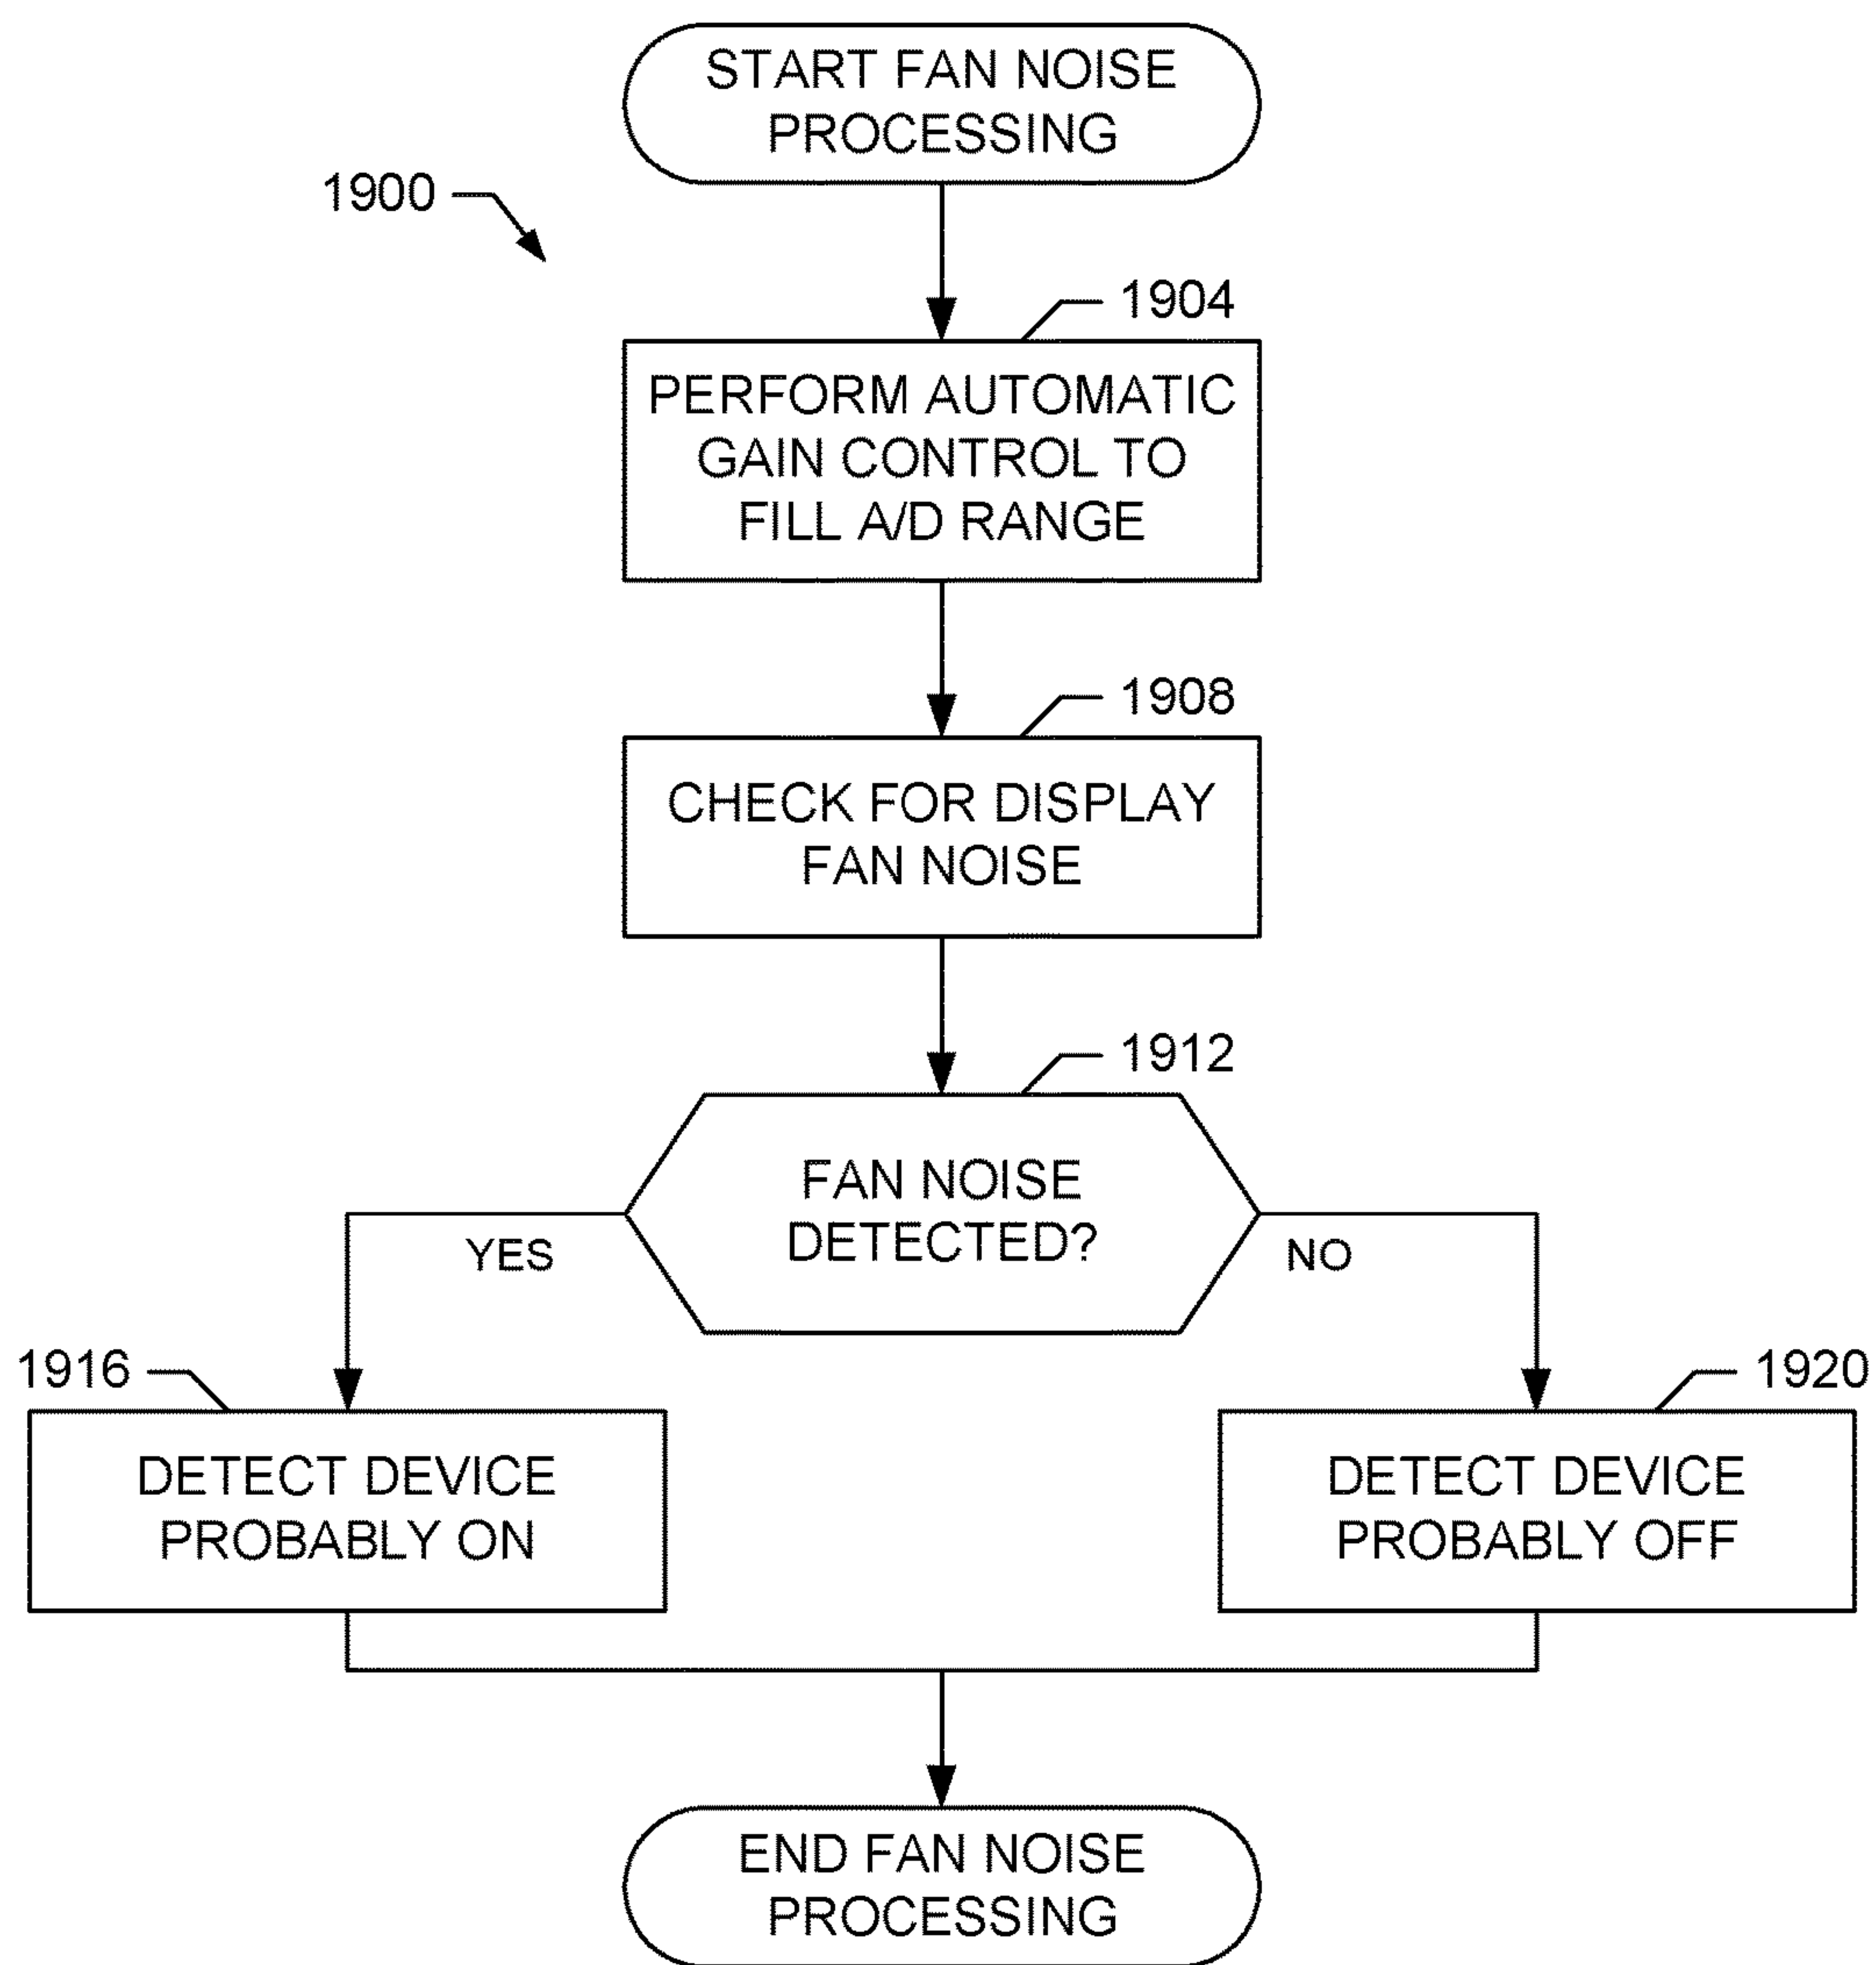 START FAN NOISE
PROCESSING
1900
1904
PERFORM AUTOMATIC
GAIN CONTROL TO
FILL A/D RANGE
1908
CHECK FOR DISPLAY
FAN NOISE
1912
FAN NOISE
DETECTED?
YES
NO
1916
1920
DETECT DEVICE
PROBABLY ON
DETECT DEVICE
PROBABLY OFF
END FAN NOISE
PROCESSING